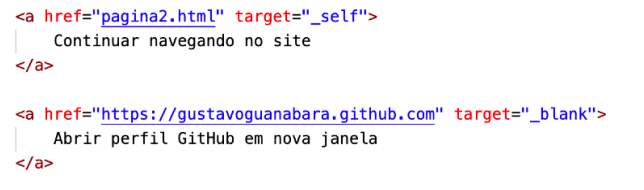 <a href="pagina2.html" target="_self">
Continuar navegando no site
</a>
<a href="https://gustavoguanabara.github.com" target="_blank">
Abrir perfil GitHub em nova janela
</a>